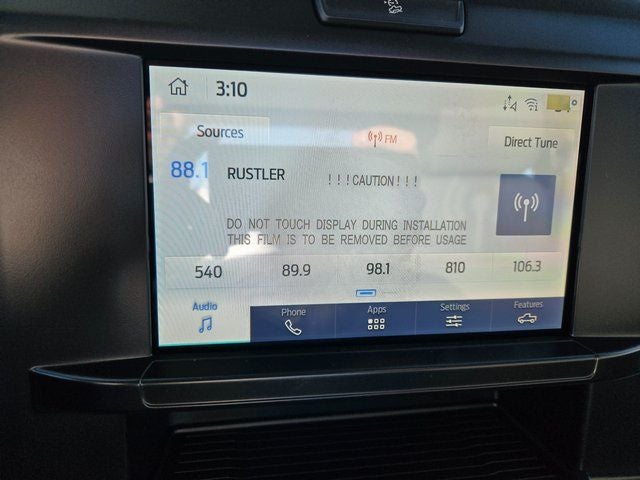 3:10
Sources
FM
Direct Tune
88.1 RUSTLER
!!!CAUTION!!!
DO NOT TOUCH DISPLAY DURING INSTALLATION
THIS FILM IS TO BE REMOVED BEFORE USAGE
540 89.9 98.1 810 106.3
Audio Phone Apps Settings Features